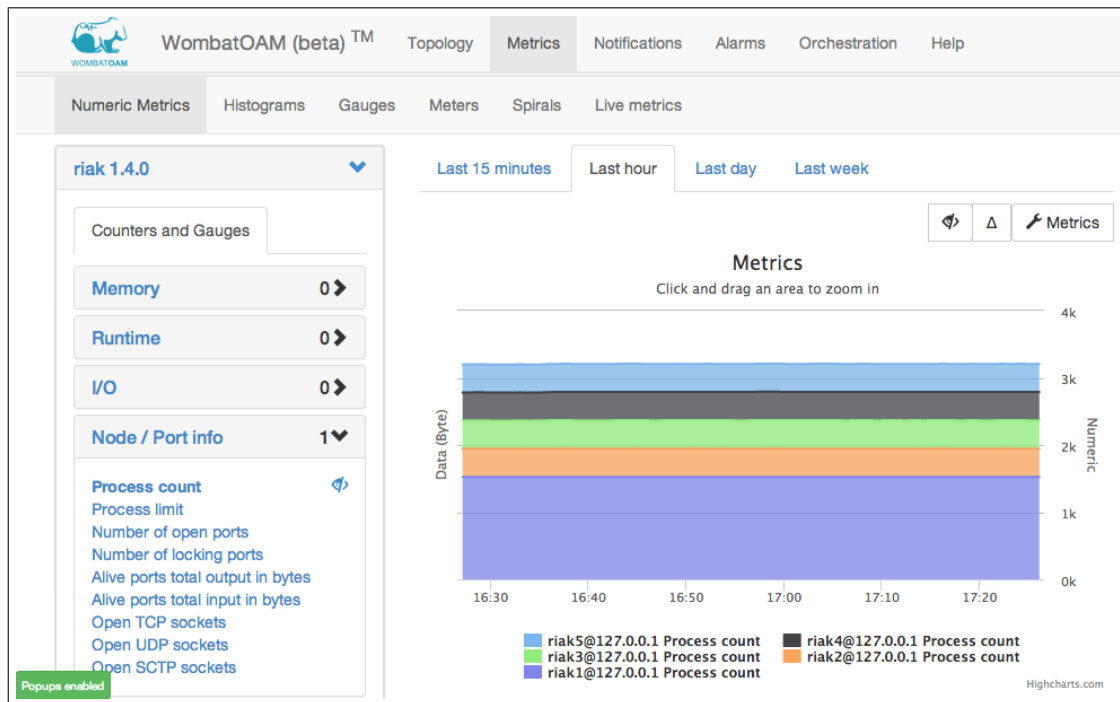 WOMBATOAM
WombatOAM (beta) TM Topology Metrics Notifications Alarms Orchestration Help
Numeric Metrics Histograms Gauges Meters Spirals Live metrics
riak 1.4.0
Last 15 minutes Last hour Last day Last week
Counters and Gauges
Δ Metrics
Metrics
Click and drag an area to zoom in
Memory 0
Runtime 0
I/O 0
Node / Port info 1
Process count
Process limit
Number of open ports
Number of locking ports
Alive ports total output in bytes
Alive ports total input in bytes
Open TCP sockets
Open UDP sockets
Open SCTP sockets
Popups enabled
Data (Byte)
4k
3k
2k
1k
0k
Numeric
16:30 16:40 16:50 17:00 17:10 17:20
riak5@127.0.0.1 Process count riak4@127.0.0.1 Process count
riak3@127.0.0.1 Process count riak2@127.0.0.1 Process count
riak1@127.0.0.1 Process count
Highcharts.com